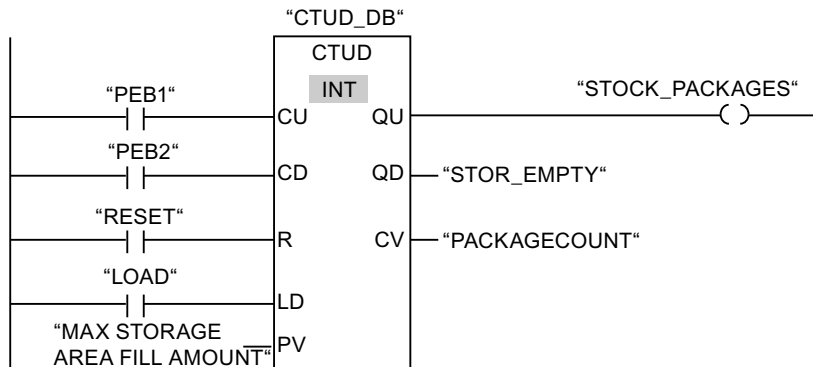 “CTUD_DB“
CTUD
INT
“PEB1“
CU
QU
“STOCK_PACKAGES“
“PEB2“
CD
QD
“STOR_EMPTY“
“RESET“
R
CV
“PACKAGECOUNT“
“LOAD“
LD
“MAX STORAGE
AREA FILL AMOUNT“
PV